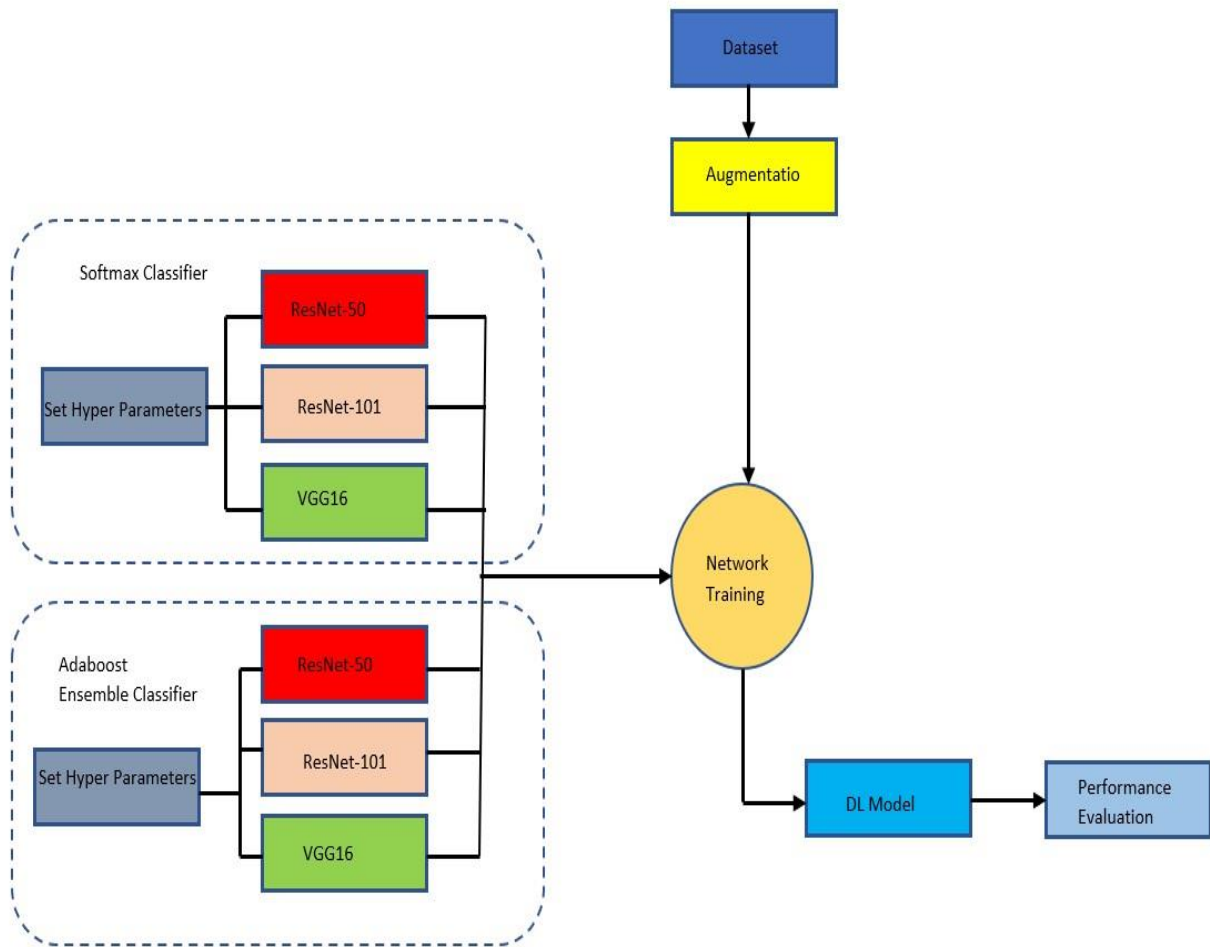 Dataset
Augmentatio
Softmax Classifier
ResNet-50
Set Hyper Parameters
ResNet-101
VGG16
Network
Training
Adaboost
Ensemble Classifier
ResNet-50
Set Hyper Parameters
ResNet-101
VGG16
DL Model
Performance
Evaluation